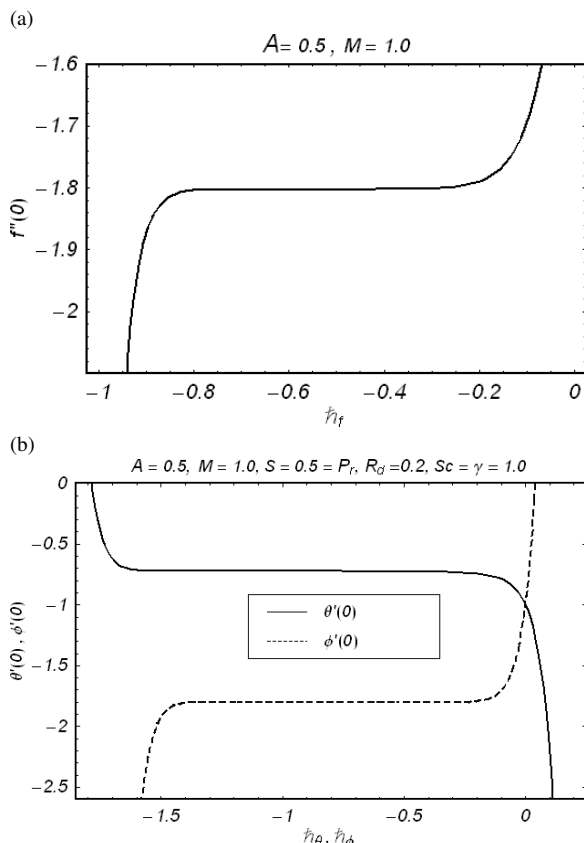 (a)
A = 0.5 , M = 1.0
−1.6
−1.7
−1.8
−1.9
−2
f''(0)
−1
−0.8
−0.6
−0.4
−0.2
0
ℏf
(b)
A = 0.5, M = 1.0, S = 0.5 = Pr, Rd =0.2, Sc = γ = 1.0
0
−0.5
−1
−1.5
−2
−2.5
θ'(0) , ϕ'(0)
θ'(0)
ϕ'(0)
−1.5
−1
−0.5
0
ℏθ, ℏϕ